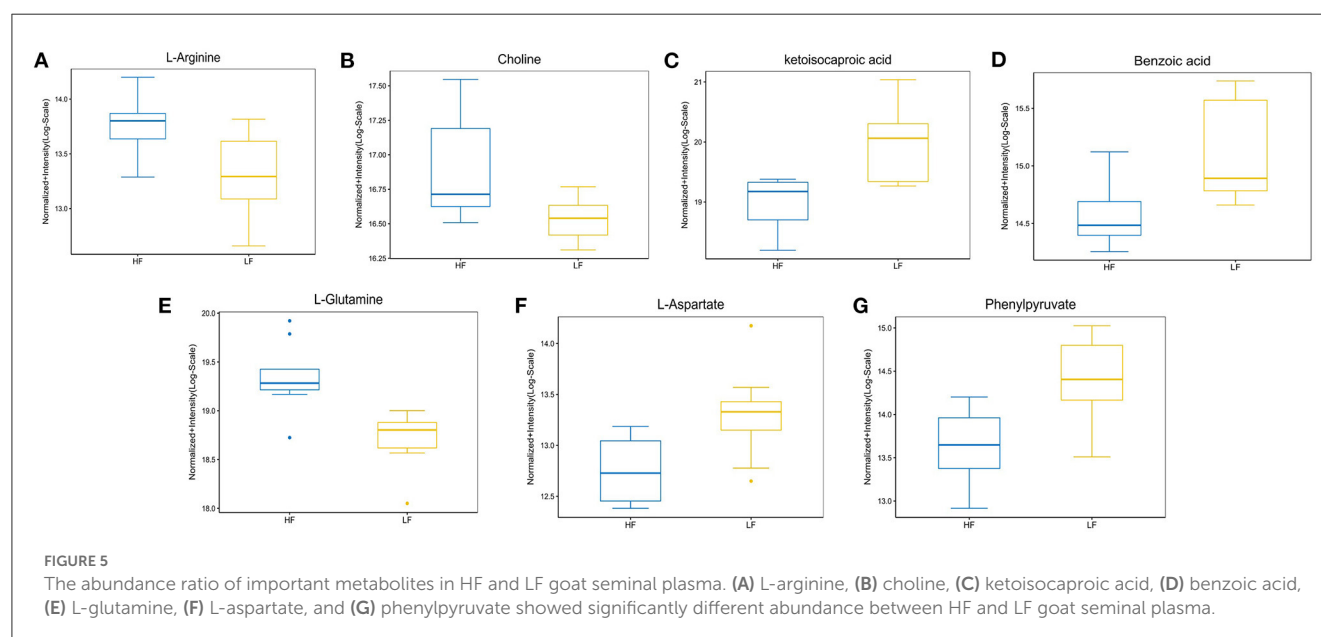 A
L-Arginine
Normalized+Intensity(Log-Scale)
14.0
13.5
13.0
HF
LF
B
Choline
Normalized+Intensity(Log-Scale)
17.50
17.25
17.00
16.75
16.50
16.25
HF
LF
C
ketoisocaproic acid
Normalized+Intensity(Log-Scale)
21
20
19
HF
LF
D
Benzoic acid
Normalized+Intensity(Log-Scale)
15.5
15.0
14.5
HF
LF
E
L-Glutamine
Normalized+Intensity(Log-Scale)
20.0
19.5
19.0
18.5
18.0
HF
LF
F
L-Aspartate
Normalized+Intensity(Log-Scale)
14.0
13.5
13.0
12.5
HF
LF
G
Phenylpyruvate
Normalized+Intensity(Log-Scale)
15.0
14.5
14.0
13.5
13.0
HF
LF
FIGURE 5
The abundance ratio of important metabolites in HF and LF goat seminal plasma. (A) L-arginine, (B) choline, (C) ketoisocaproic acid, (D) benzoic acid,
(E) L-glutamine, (F) L-aspartate, and (G) phenylpyruvate showed significantly different abundance between HF and LF goat seminal plasma.